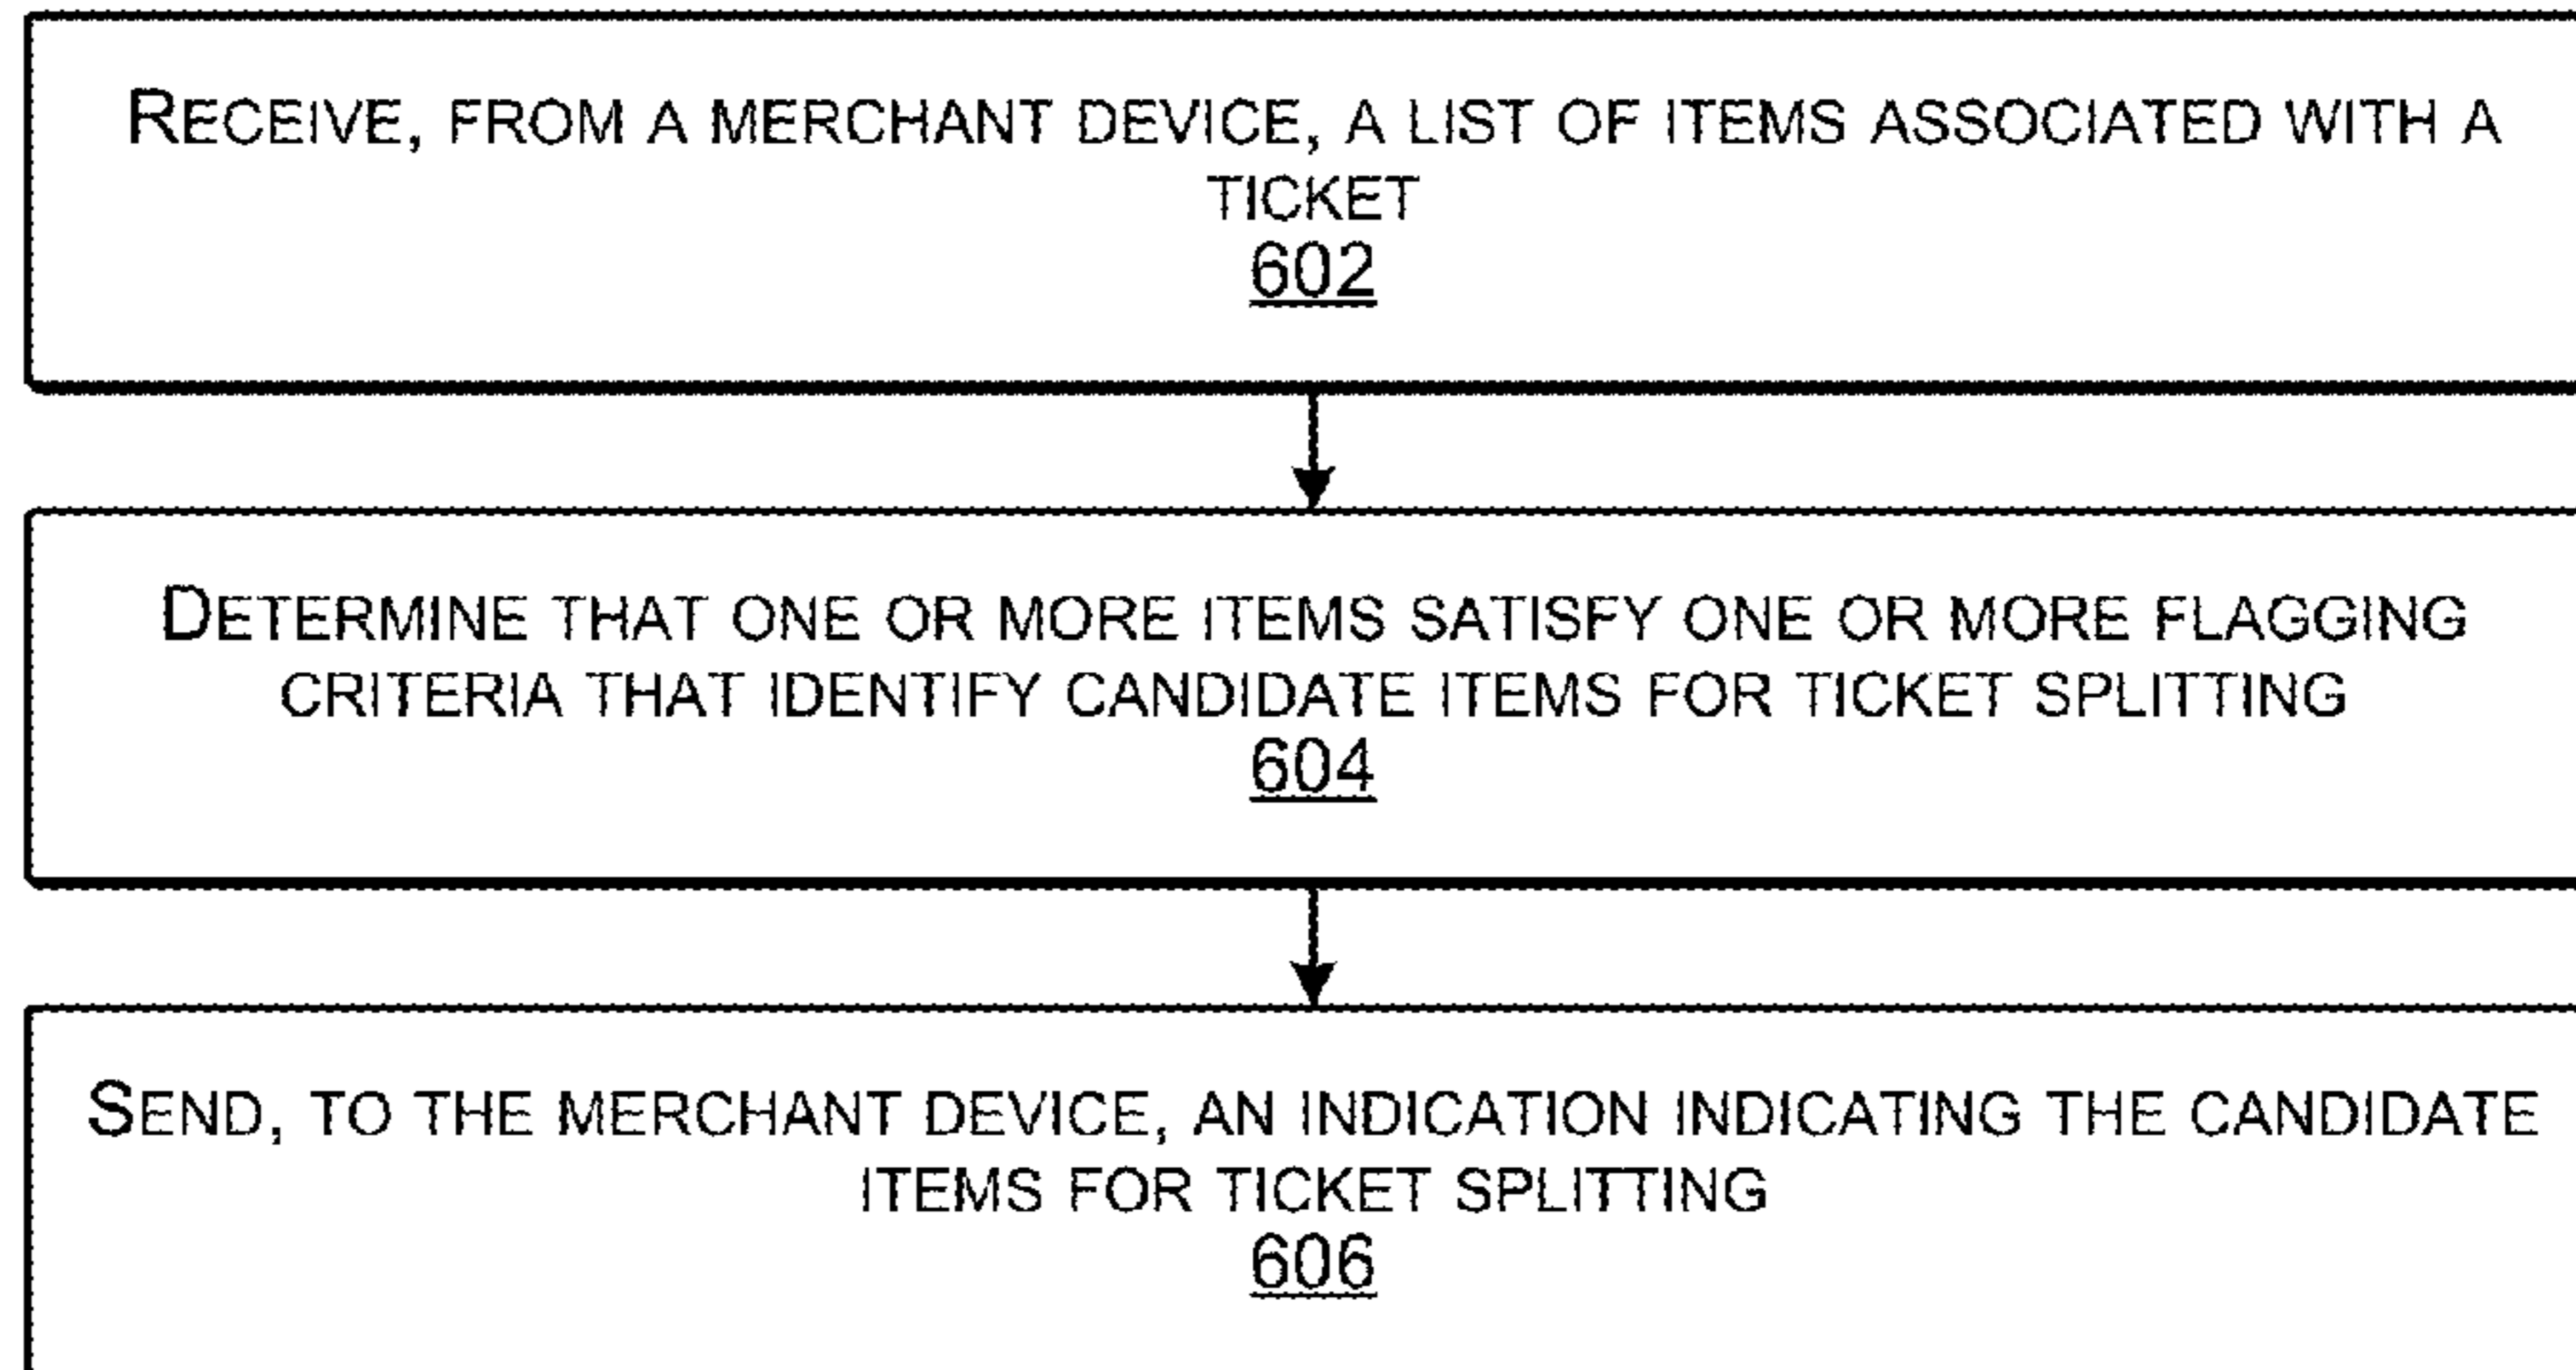 RECEIVE, FROM A MERCHANT DEVICE, A LIST OF ITEMS ASSOCIATED WITH A
TICKET
602
DETERMINE THAT ONE OR MORE ITEMS SATISFY ONE OR MORE FLAGGING
CRITERIA THAT IDENTIFY CANDIDATE ITEMS FOR TICKET SPLITTING
604
SEND, TO THE MERCHANT DEVICE, AN INDICATION INDICATING THE CANDIDATE
ITEMS FOR TICKET SPLITTING
606